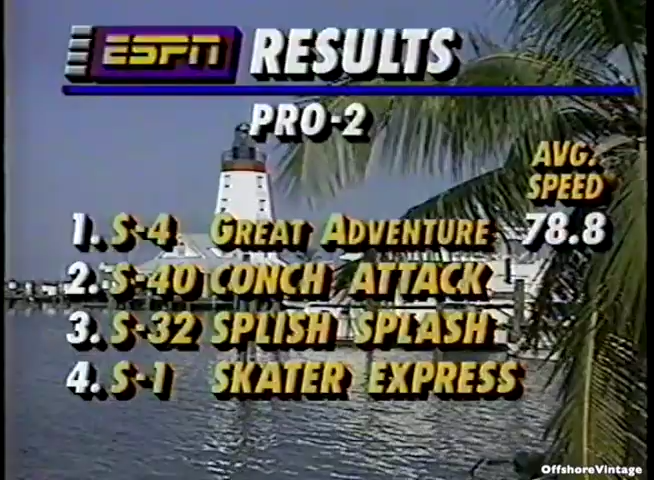 ESPN RESULTS
PRO-2
AVG.
SPEED
1. S-4 GREAT ADVENTURE 78.8
2. S-40 CONCH ATTACK
3. S-32 SPLISH SPLASH
4. S-1 SKATER EXPRESS
OffshoreVintage